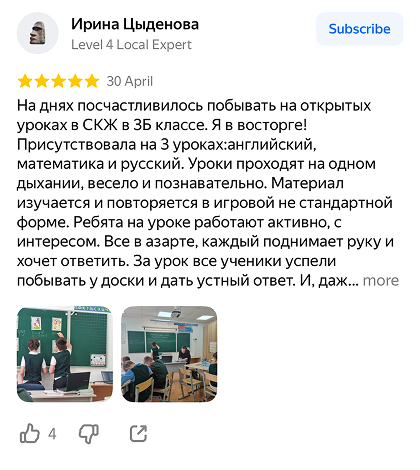 Ирина Цыденова
Level 4 Local Expert
Subscribe
30 April
На днях посчастливилось побывать на открытых
уроках в СКЖ в 3Б классе. Я в восторге!
Присутствовала на 3 уроках:английский,
математика и русский. Уроки проходят на одном
дыхании, весело и познавательно. Материал
изучается и повторяется в игровой не стандартной
форме. Ребята на уроке работают активно, с
интересом. Все в азарте, каждый поднимает руку и
хочет ответить. За урок все ученики успели
побывать у доски и дать устный ответ. И, даж... more
4